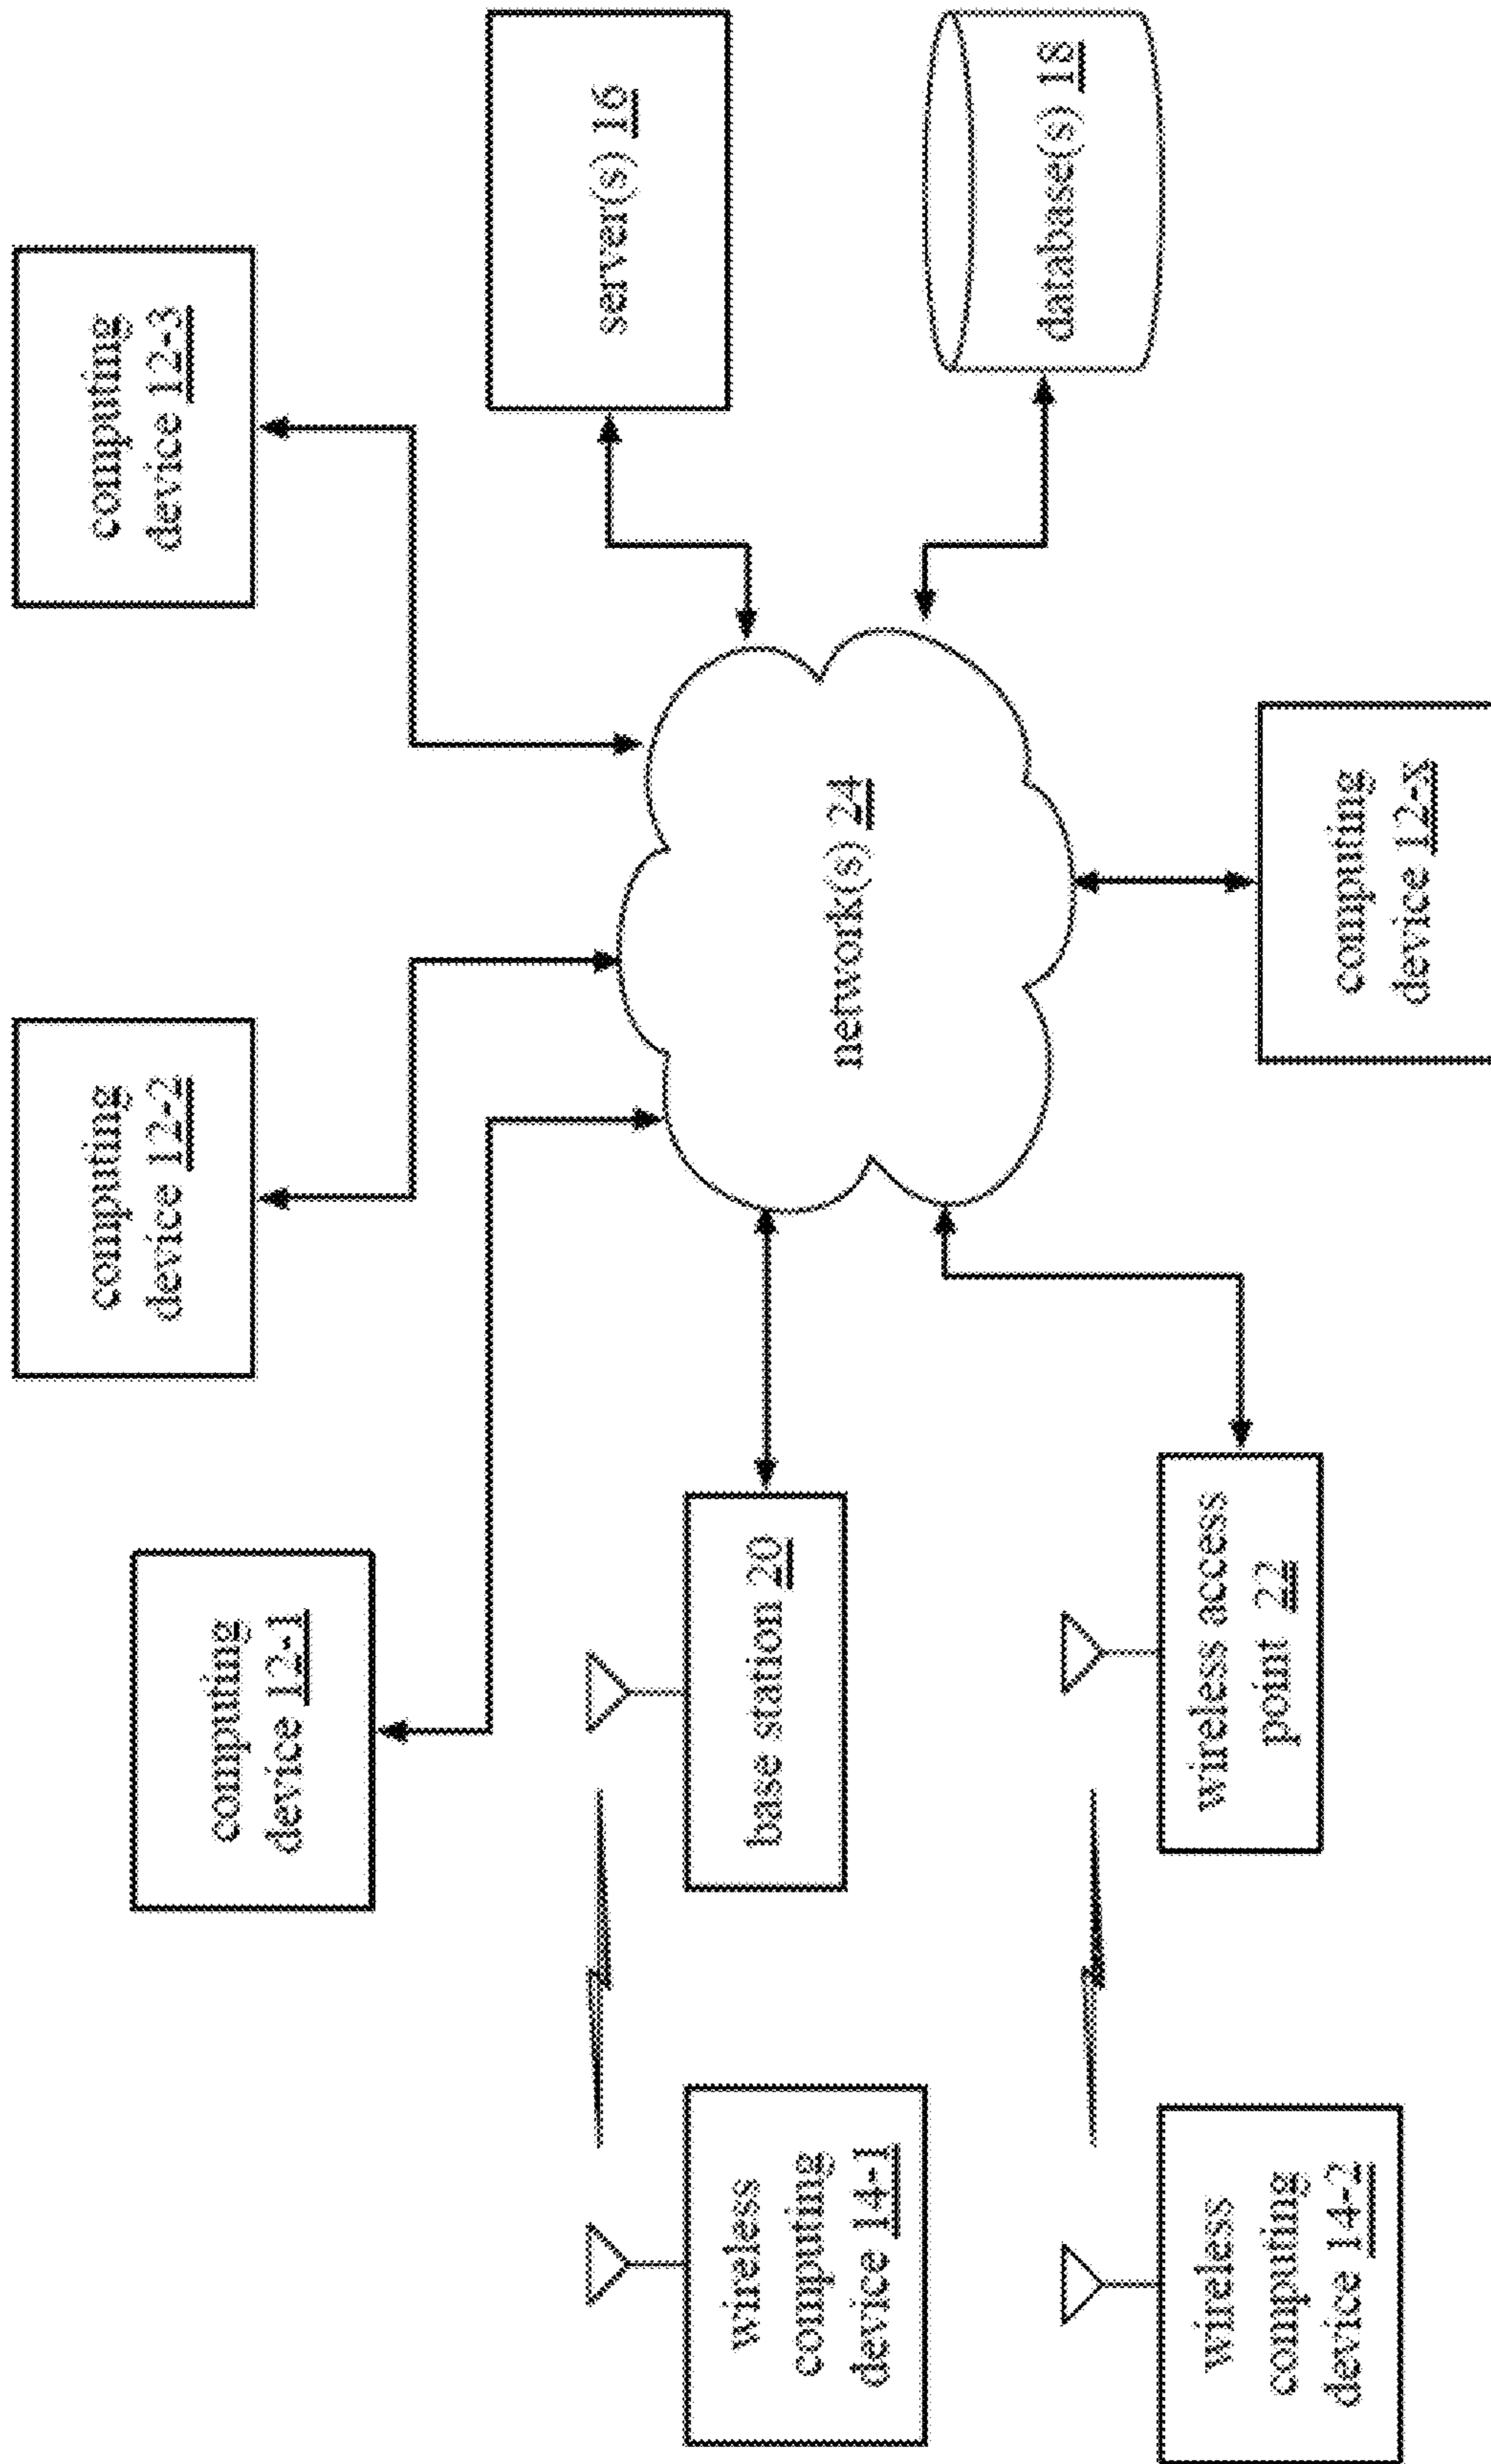 computing
device 12-1
computing
device 12-2
computing
device 12-3
wireless
computing
device 14-1
base station 20
server(s) 16
network(s) 24
wireless
computing
device 14-2
wireless access
point 22
database(s) 18
computing
device 12-x